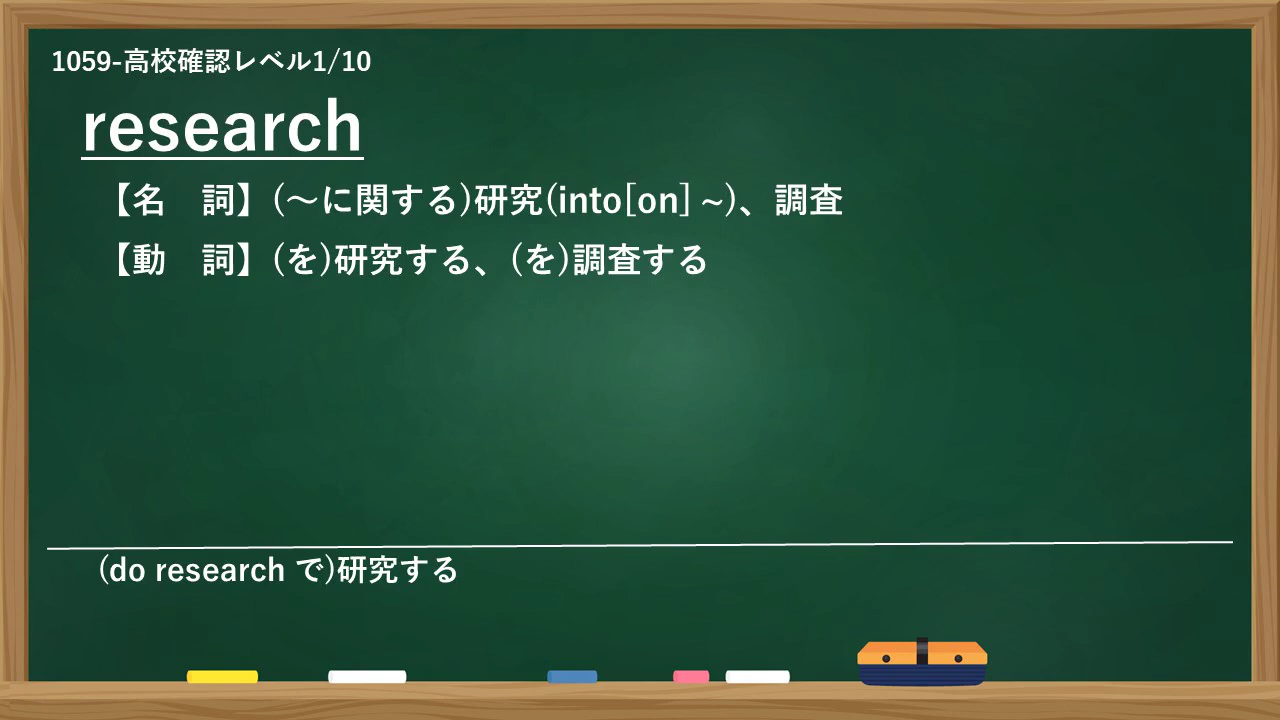 1059-高校確認レベル1/10
research
【名　詞】(～に関する)研究(into[on] ~)、調査
【動　詞】(を)研究する、(を)調査する
(do research で)研究する